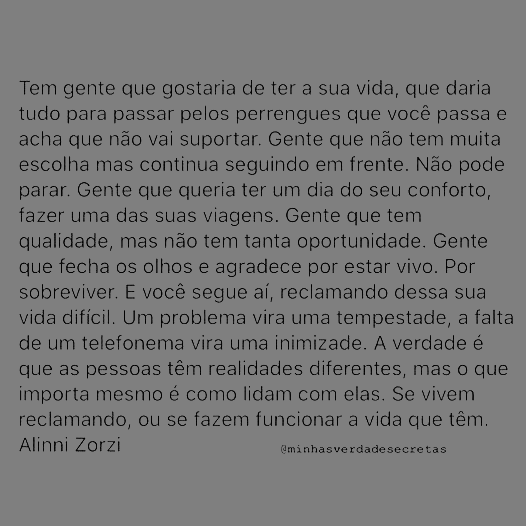 Tem gente que gostaria de ter a sua vida, que daria
tudo para passar pelos perrengues que você passa e
acha que não vai suportar. Gente que não tem muita
escolha mas continua seguindo em frente. Não pode
parar. Gente que queria ter um dia do seu conforto,
fazer uma das suas viagens. Gente que tem
qualidade, mas não tem tanta oportunidade. Gente
que fecha os olhos e agradece por estar vivo. Por
sobreviver. E você segue aí, reclamando dessa sua
vida difícil. Um problema vira uma tempestade, a falta
de um telefonema vira uma inimizade. A verdade é
que as pessoas têm realidades diferentes, mas o que
importa mesmo é como lidam com elas. Se vivem
reclamando, ou se fazem funcionar a vida que têm.
Alinni Zorzi
@minhasverdadesecretas